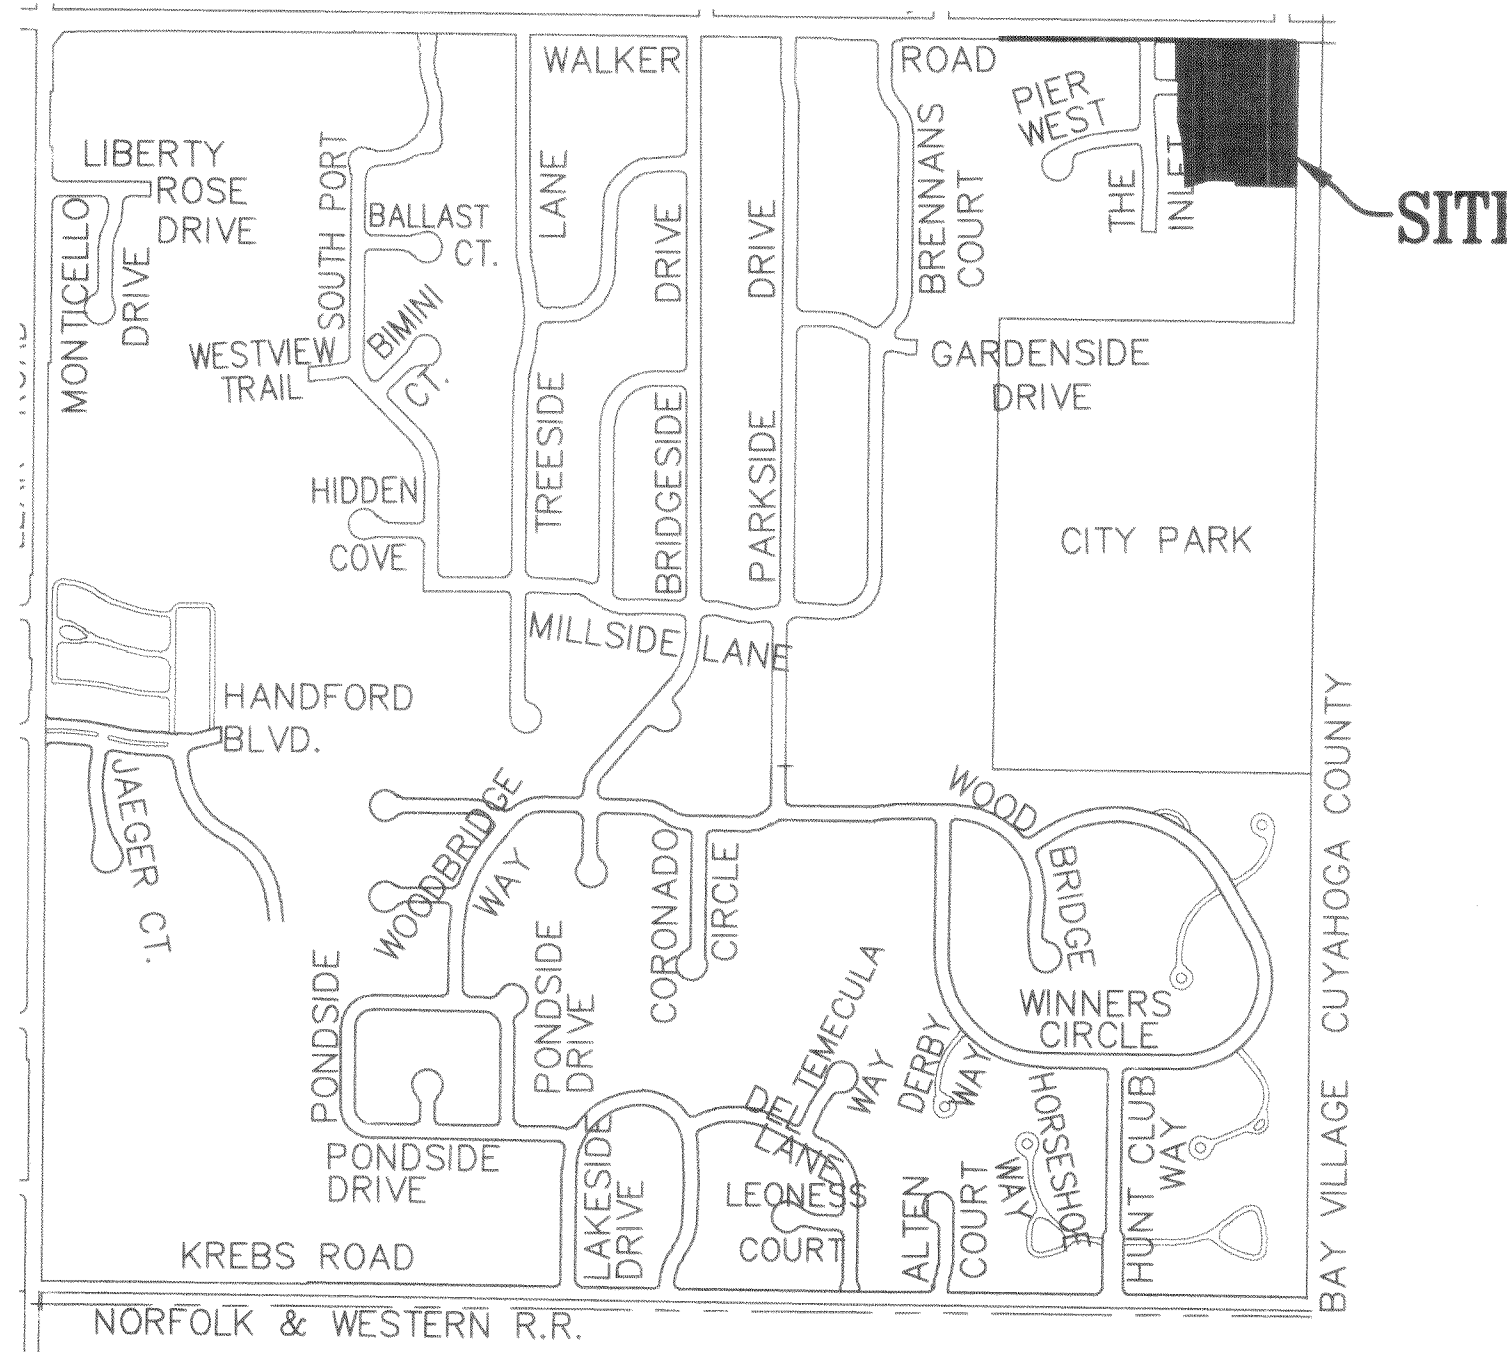 WALKER ROAD
PIER
WEST
THE
INLET
BRENNANS
COURT
LIBERTY
ROSE
DRIVE
MONTICELLO
DRIVE
SOUTH PORT
BALLAST
CT.
BIMINI
CT.
WESTVIEW
TRAIL
TREESIDE LANE
BRIDGESIDE DRIVE
PARKSIDE DRIVE
GARDENSIDE
DRIVE
HIDDEN
COVE
CITY PARK
MILLSIDE LANE
HANDFORD
BLVD.
JAEGER CT.
WOODBRIDGE
WAY
CORONADO
CIRCLE
WOOD
BRIDGE
WINNERS
CIRCLE
PONDSIDE
PONDSIDE
DRIVE
PONDSIDE
DRIVE
LAKESIDE
DRIVE
DEL
LANE
TEMECULA
WAY
DERBY
WAY
LEONESS
COURT
ALTEN
COURT
HORSESHOE
WAY
HUNT CLUB
WAY
KREBS ROAD
NORFOLK & WESTERN R.R.
BAY VILLAGE CUYAHOGA COUNTY